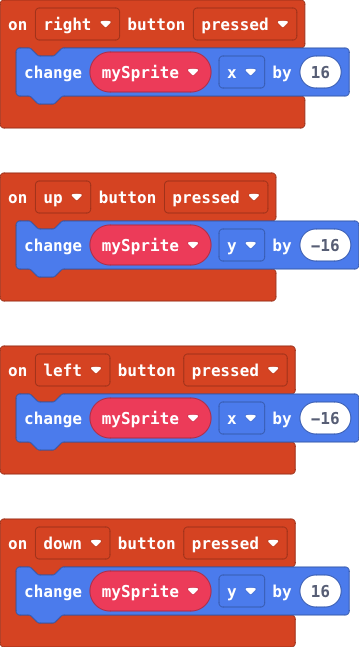 on right button pressed
change mySprite x by 16
on up button pressed
change mySprite y by -16
on left button pressed
change mySprite x by -16
on down button pressed
change mySprite y by 16